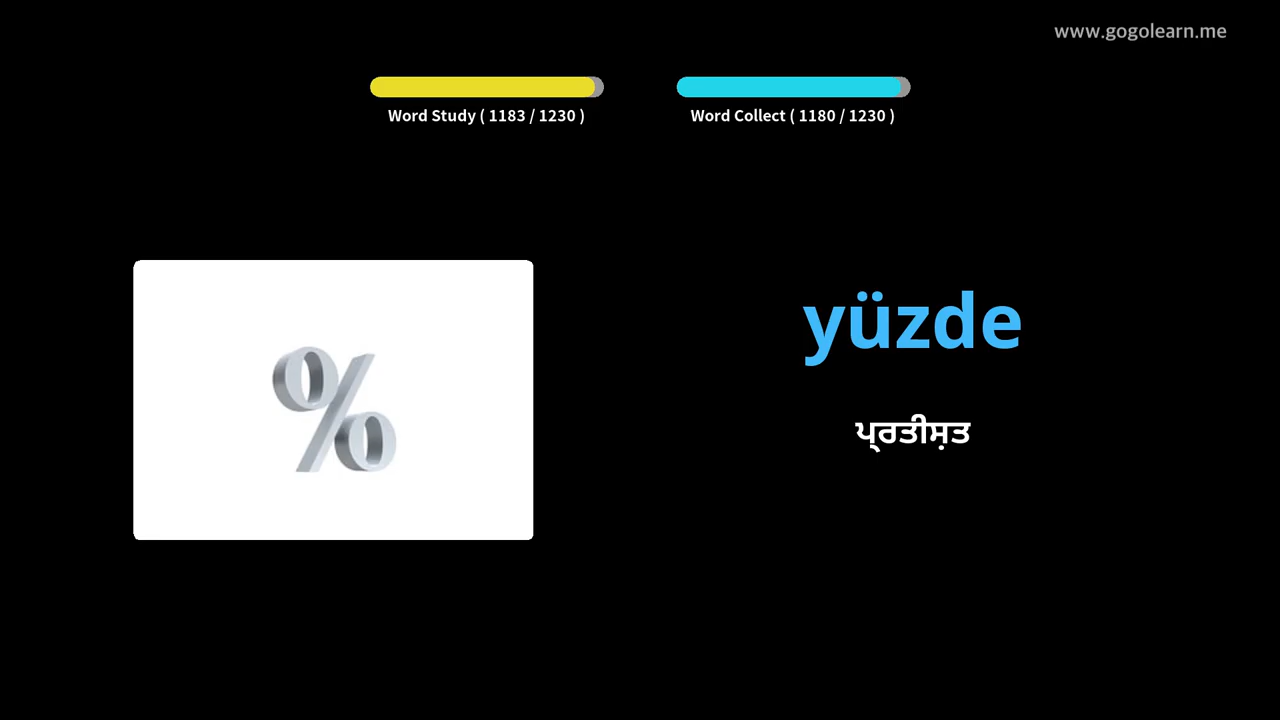 www.gogolearn.me
Word Study ( 1183 / 1230 )
Word Collect ( 1180 / 1230 )
%
yüzde
ਪ੍ਰਤੀਸ਼ਤ